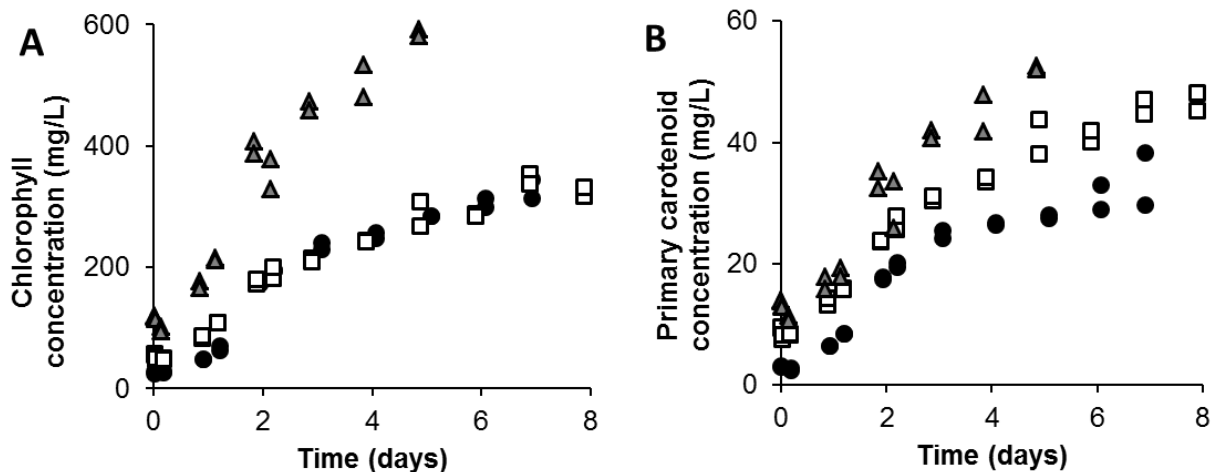 A
Chlorophyll
concentration (mg/L)
600
400
200
0
0 2 4 6 8
Time (days)
B
Primary carotenoid
concentration (mg/L)
60
40
20
0
0 2 4 6 8
Time (days)